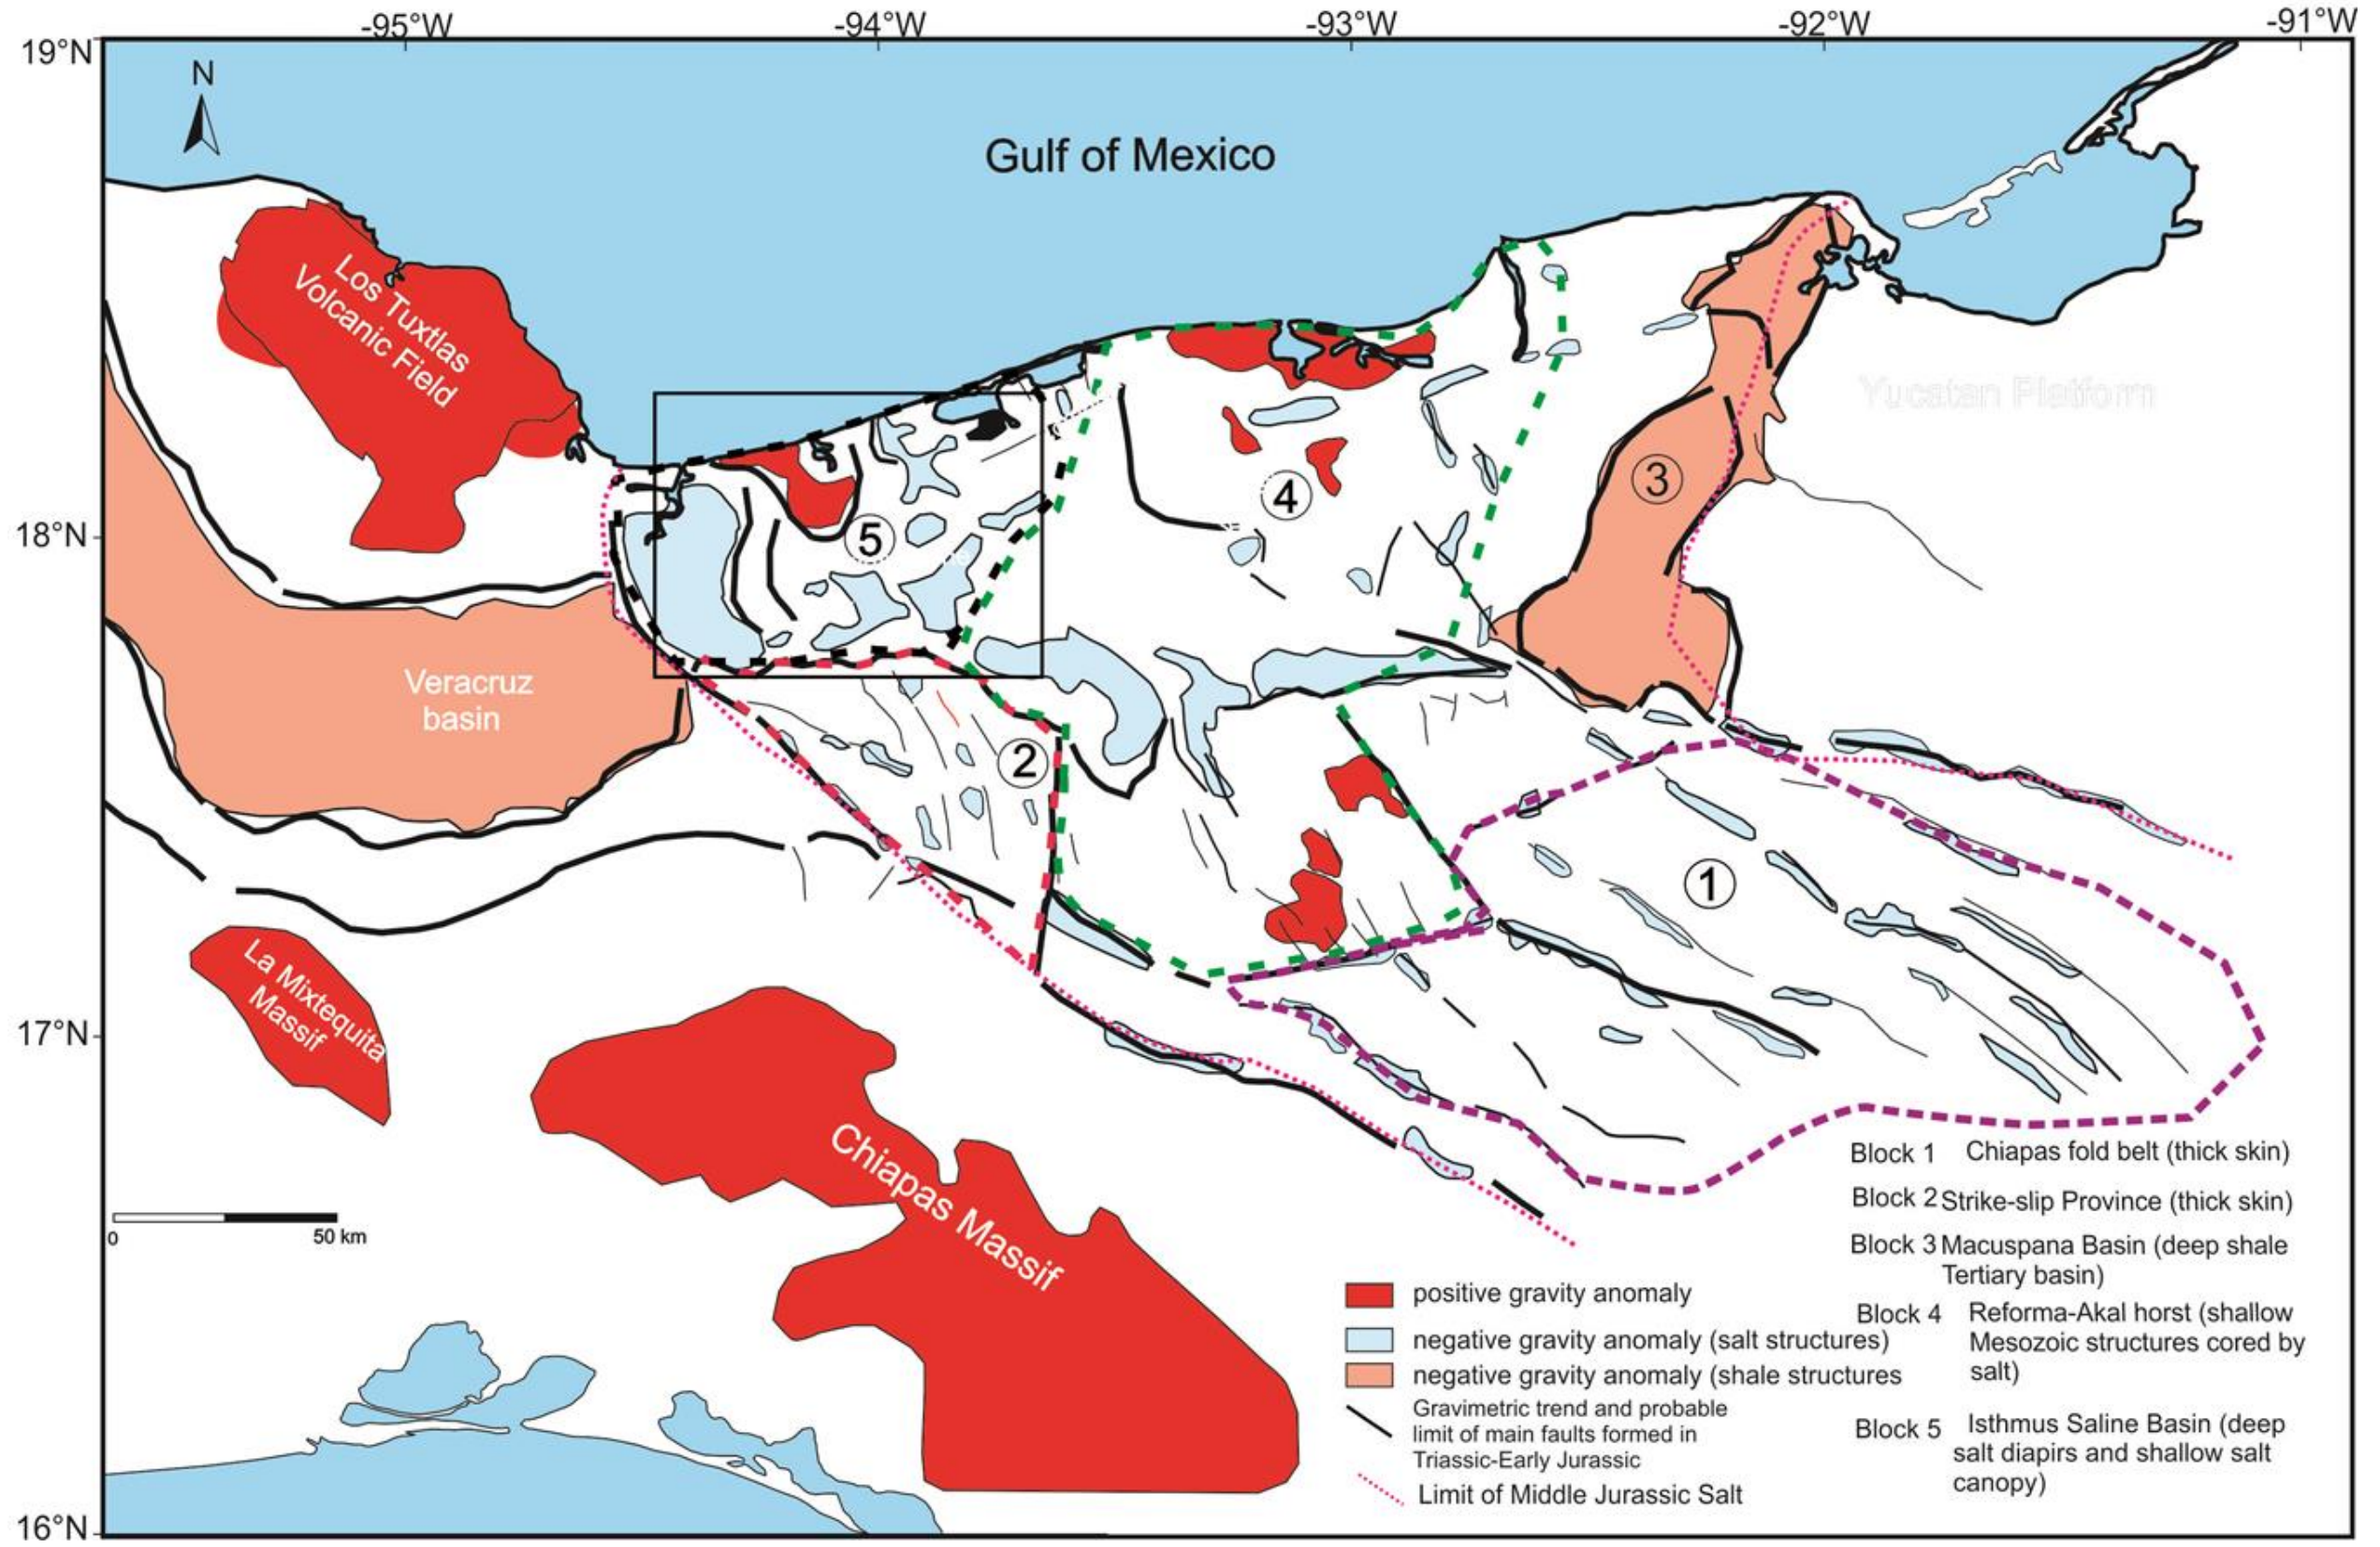 -95°W
-94°W
-93°W
-92°W
-91°W
19°N
N
Gulf of Mexico
Los Tuxtlas
Volcanic Field
Yucatan Platform
3
4
18°N
5
Veracruz
basin
2
1
La Mixtequita
Massif
17°N
Chiapas Massif
Block 1 Chiapas fold belt (thick skin)
Block 2 Strike-slip Province (thick skin)
0 50 km
Block 3 Macuspana Basin (deep shale
Tertiary basin)
Block 4 Reforma-Akal horst (shallow
Mesozoic structures cored by
salt)
Block 5 Isthmus Saline Basin (deep
salt diapirs and shallow salt
canopy)
positive gravity anomaly
negative gravity anomaly (salt structures)
negative gravity anomaly (shale structures
Gravimetric trend and probable
limit of main faults formed in
Triassic-Early Jurassic
Limit of Middle Jurassic Salt
16°N